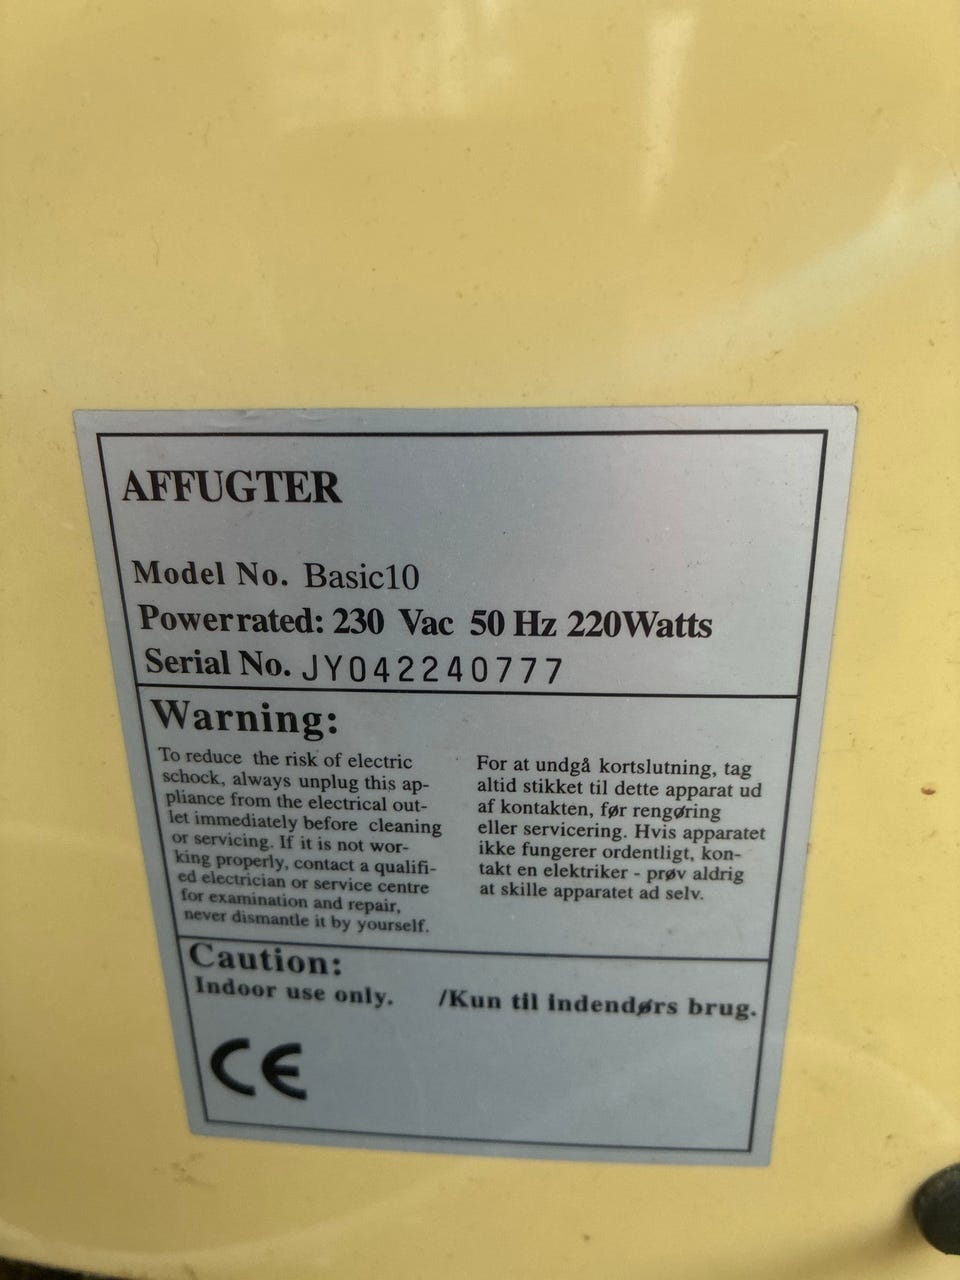 AFFUGTER
Model No. Basic10
Powerrated: 230 Vac 50 Hz 220Watts
Serial No. JY042240777
Warning:
To reduce the risk of electric
schock, always unplug this ap-
pliance from the electrical out-
let immediately before cleaning
or servicing. If it is not wor-
king properly, contact a qualifi-
ed electrician or service centre
for examination and repair,
never dismantle it by yourself.
For at undgå kortslutning, tag
altid stikket til dette apparat ud
af kontakten, før rengøring
eller servicering. Hvis apparatet
ikke fungerer ordentligt, kon-
takt en elektriker - prøv aldrig
at skille apparatet ad selv.
Caution:
Indoor use only. /Kun til indendørs brug.
CE